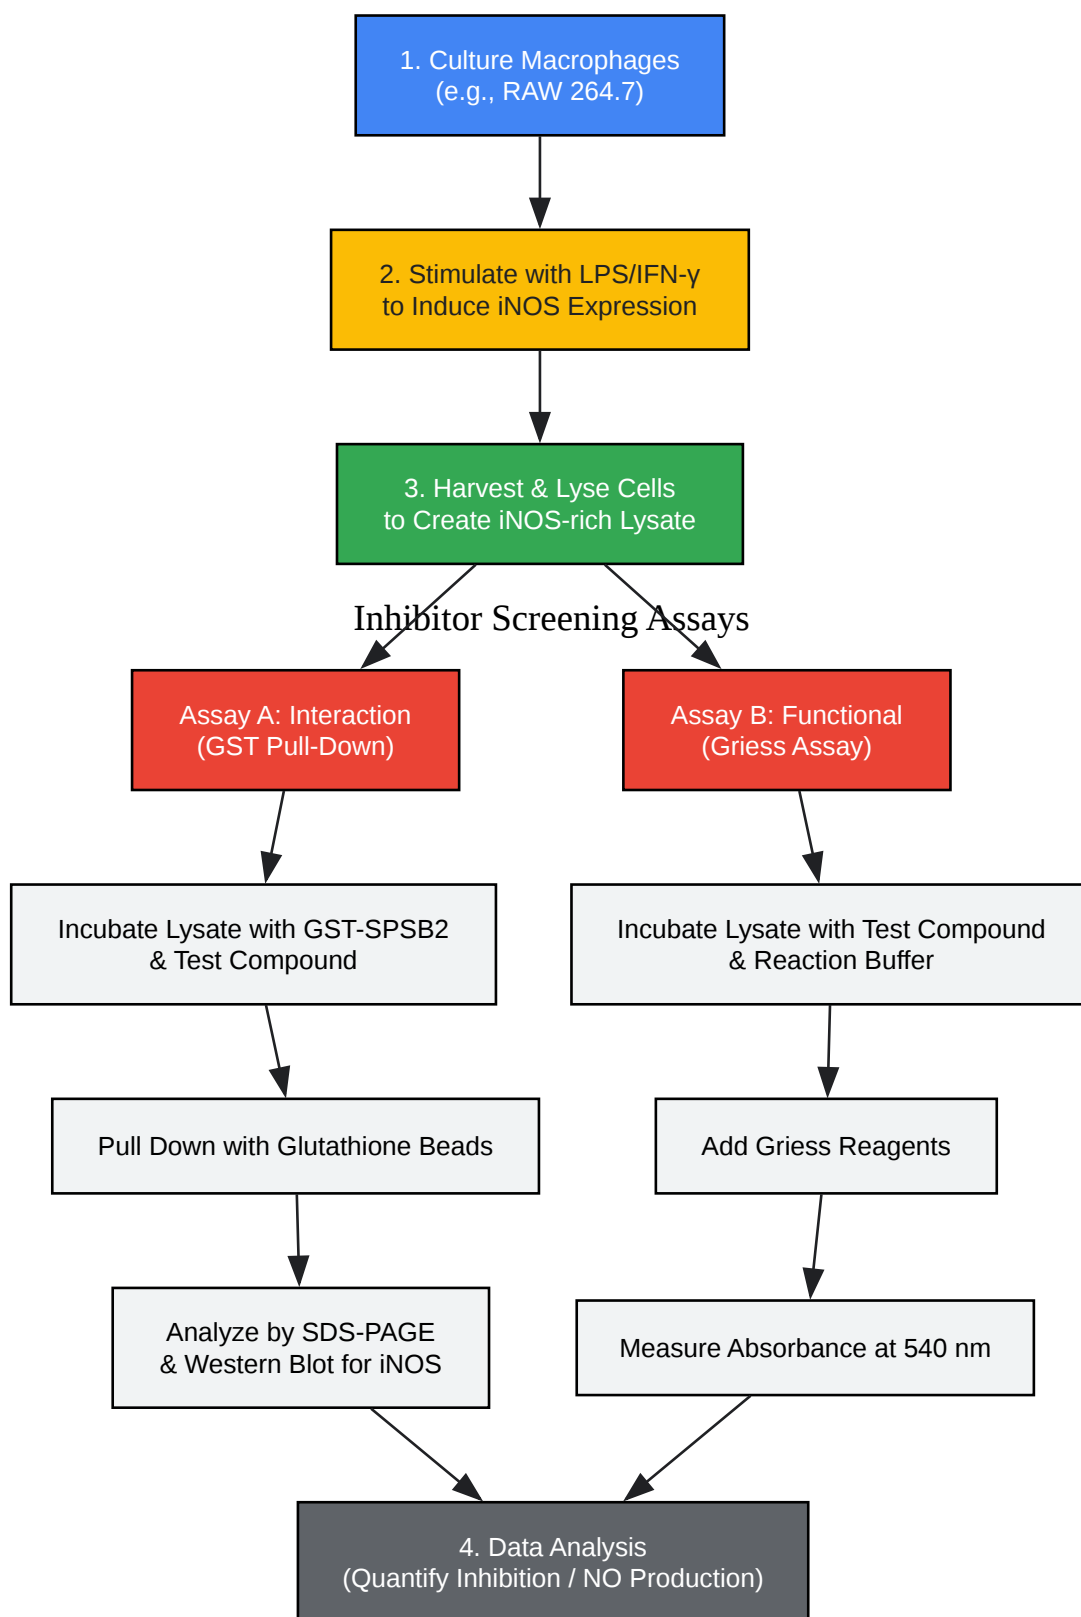 1. Culture Macrophages
(e.g., RAW 264.7)
2. Stimulate with LPS/IFN-γ
to Induce iNOS Expression
3. Harvest & Lyse Cells
to Create iNOS-rich Lysate
Inhibitor Screening Assays
Assay A: Interaction
(GST Pull-Down)
Assay B: Functional
(Griess Assay)
Incubate Lysate with GST-SPSB2
& Test Compound
Incubate Lysate with Test Compound
& Reaction Buffer
Pull Down with Glutathione Beads
Add Griess Reagents
Analyze by SDS-PAGE
& Western Blot for iNOS
Measure Absorbance at 540 nm
4. Data Analysis
(Quantify Inhibition / NO Production)